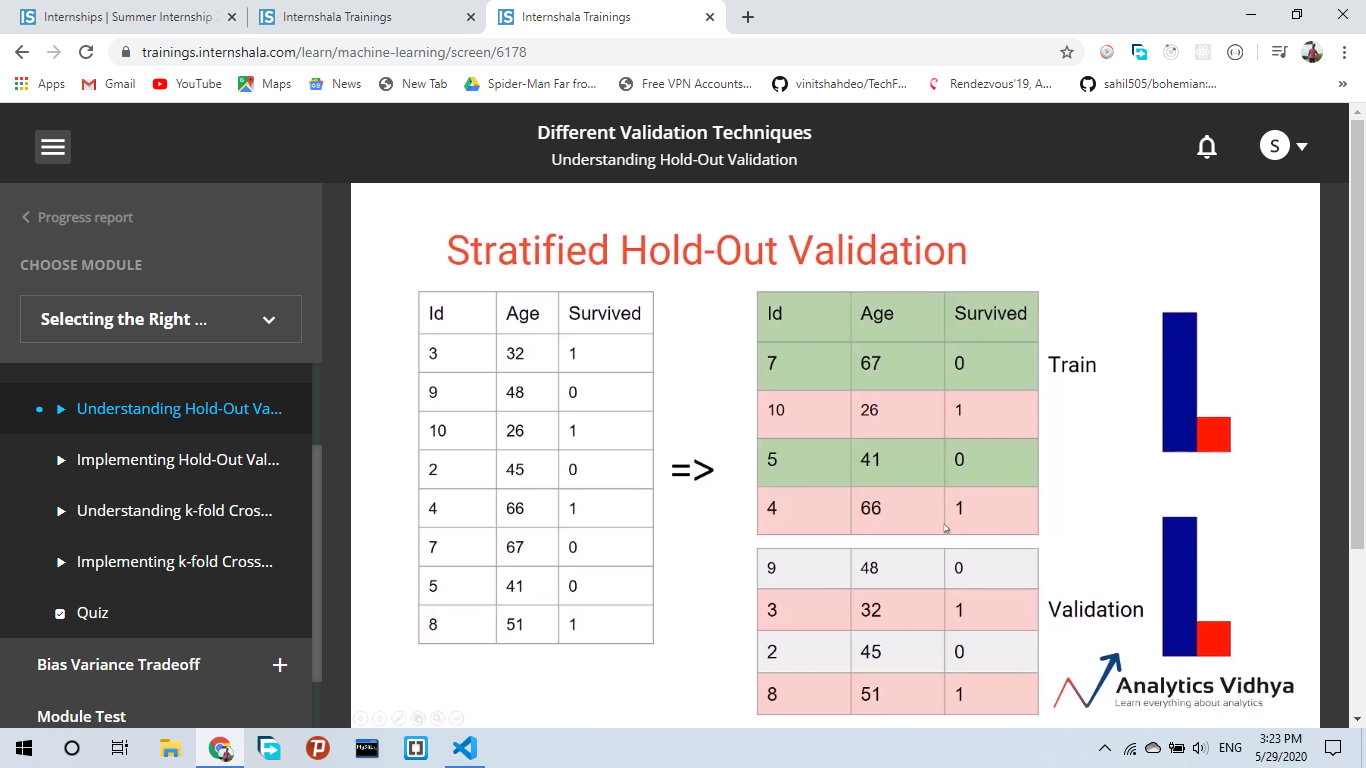 Internships | Summer Internship
Internshala Trainings
Internshala Trainings
trainings.internshala.com/learn/machine-learning/screen/6178
Apps
Gmail
YouTube
Maps
News
New Tab
Spider-Man Far fro...
Free VPN Accounts...
vinitshahdeo/TechF...
Rendezvous'19, A...
sahil505/bohemian:...
»
Different Validation Techniques
Understanding Hold-Out Validation
S
Progress report
CHOOSE MODULE
Selecting the Right ...
Understanding Hold-Out Va...
Implementing Hold-Out Val...
Understanding k-fold Cros...
Implementing k-fold Cross...
Quiz
Bias Variance Tradeoff +
Module Test
Stratified Hold-Out Validation
Id Age Survived
3 32 1
9 48 0
10 26 1
2 45 0
4 66 1
7 67 0
5 41 0
8 51 1
=>
Id Age Survived
7 67 0
10 26 1
5 41 0
4 66 1
Train
9 48 0
3 32 1
2 45 0
8 51 1
Validation
Analytics Vidhya
Learn everything about analytics
MySQL
ENG
3:23 PM
5/29/2020